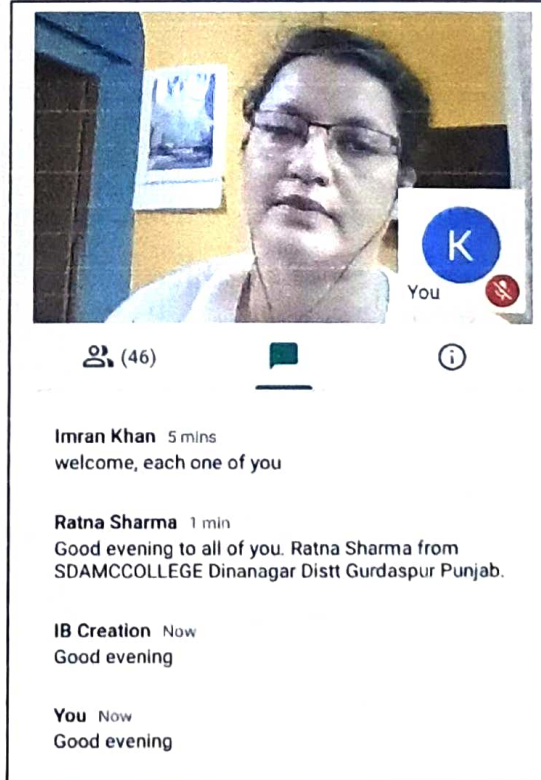 K
You
(46)
Imran Khan 5 mins
welcome, each one of you
Ratna Sharma 1 min
Good evening to all of you. Ratna Sharma from
SDAMCCOLLEGE Dinanagar Distt Gurdaspur Punjab.
IB Creation Now
Good evening
You Now
Good evening